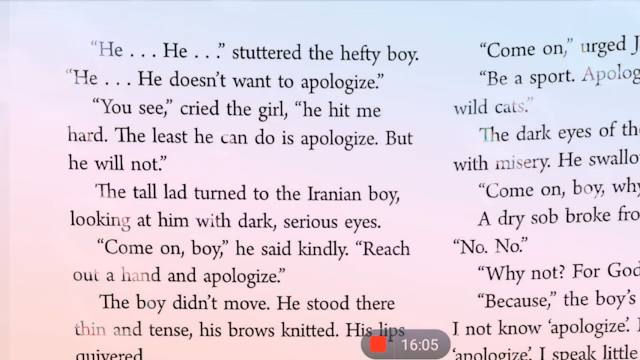 "He . . . He . . ." stuttered the hefty boy.
"He . . . He doesn't want to apologize."
"You see," cried the girl, "he hit me
hard. The least he can do is apologize. But
he will not."
The tall lad turned to the Iranian boy,
looking at him with dark, serious eyes.
"Come on, boy," he said kindly. "Reach
out a hand and apologize."
The boy didn't move. He stood there
thin and tense, his brows knitted. His lips
quivered
"Come on," urged J
"Be a sport. Apolog
wild cats."
The dark eyes of th
with misery. He swallo
"Come on, boy, why
A dry sob broke fro
"No. No."
"Why not? For God
"Because," the boy's
I not know 'apologize'. I
'apologize'. I speak little
16:05